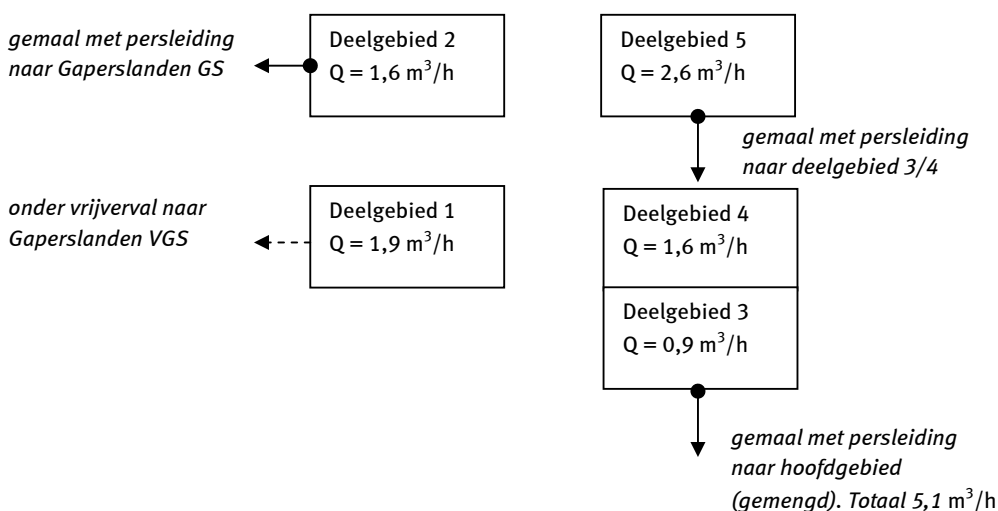 gemaal met persleiding
naar Gaperslanden GS
Deelgebied 2
Q = 1,6 m³/h
Deelgebied 5
Q = 2,6 m³/h
gemaal met persleiding
naar deelgebied 3/4
onder vrijverval naar
Gaperslanden VGS
Deelgebied 1
Q = 1,9 m³/h
Deelgebied 4
Q = 1,6 m³/h
Deelgebied 3
Q = 0,9 m³/h
gemaal met persleiding
naar hoofdgebied
(gemengd). Totaal 5,1 m³/h